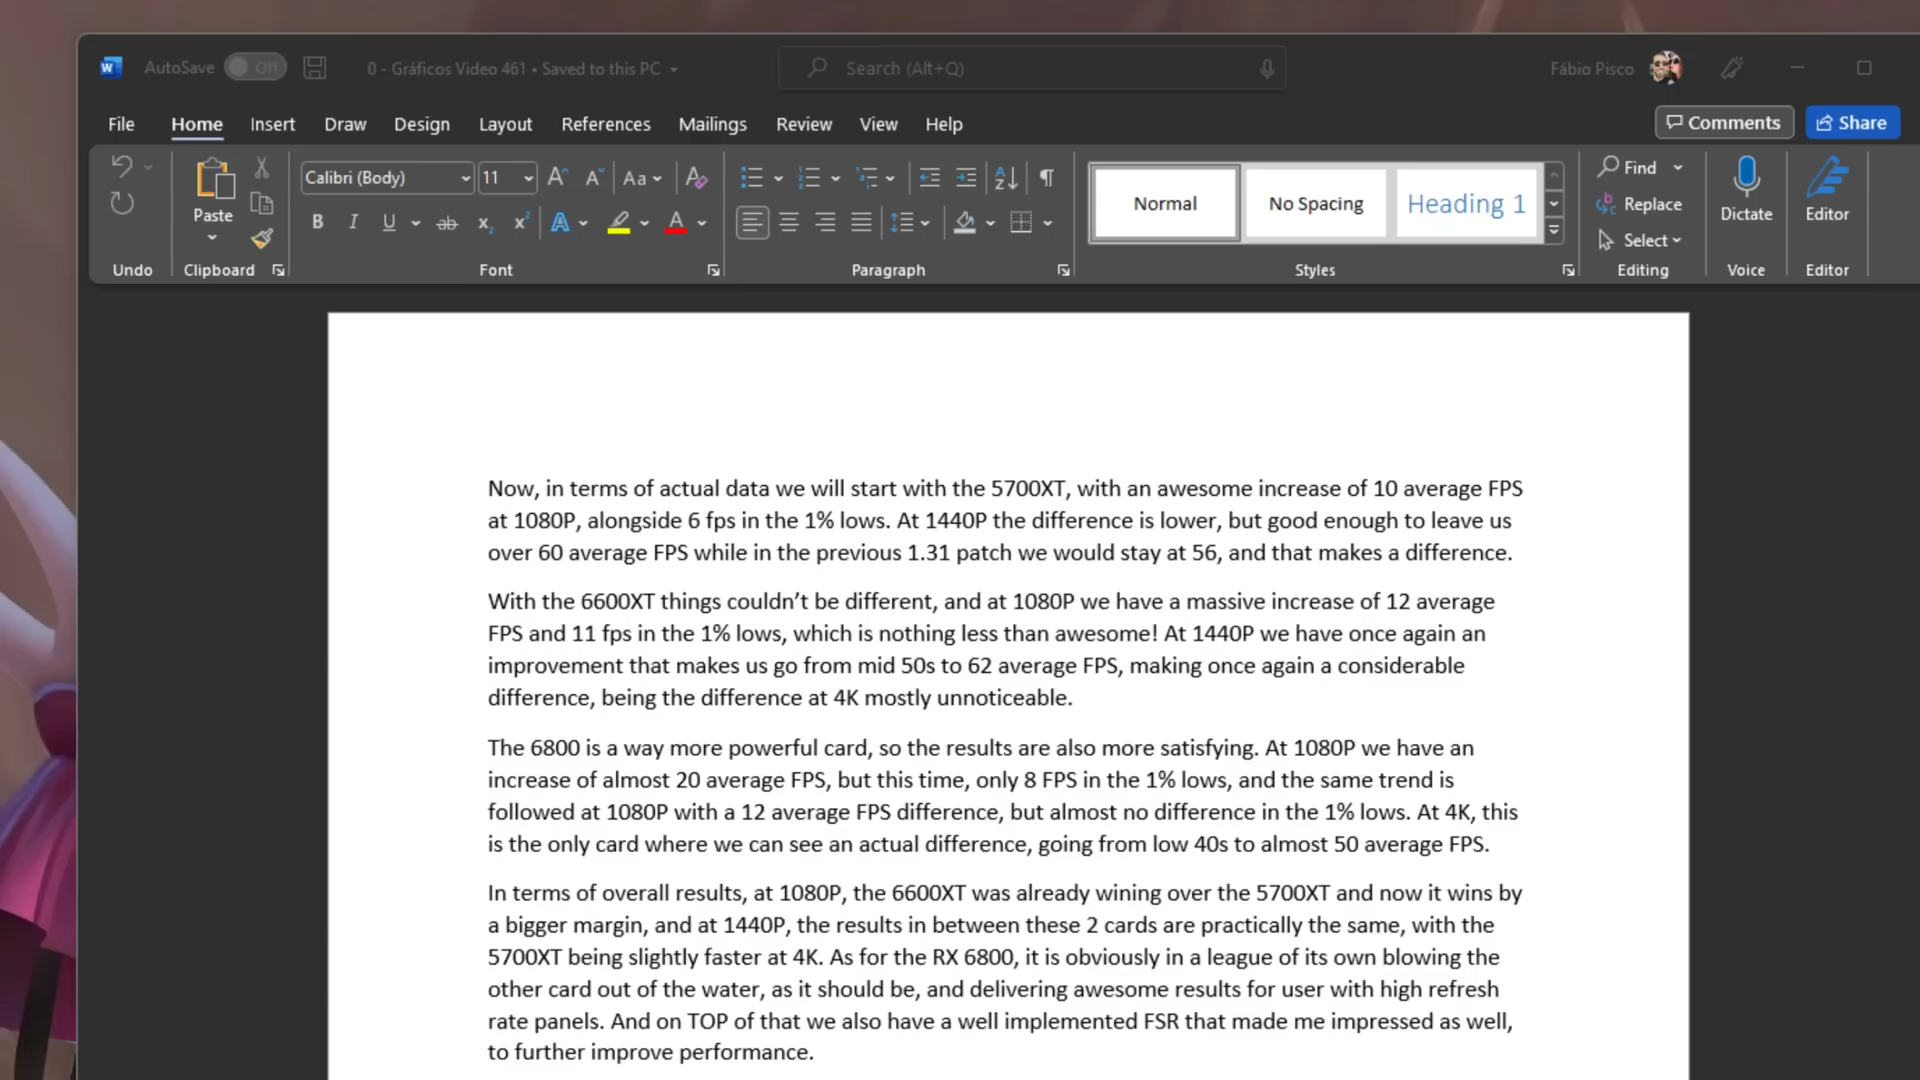 AutoSave Off 0 - Gráficos Video 461 • Saved to this PC Search (Alt+Q) Fábio Pisco
File Home Insert Draw Design Layout References Mailings Review View Help Comments Share
Calibri (Body) 11 Aa Find
Paste Normal No Spacing Heading 1 Replace Dictate Editor
B I U ab x₂ x² A A Select
Undo Clipboard Font Paragraph Styles Editing Voice Editor
Now, in terms of actual data we will start with the 5700XT, with an awesome increase of 10 average FPS
at 1080P, alongside 6 fps in the 1% lows. At 1440P the difference is lower, but good enough to leave us
over 60 average FPS while in the previous 1.31 patch we would stay at 56, and that makes a difference.
With the 6600XT things couldn’t be different, and at 1080P we have a massive increase of 12 average
FPS and 11 fps in the 1% lows, which is nothing less than awesome! At 1440P we have once again an
improvement that makes us go from mid 50s to 62 average FPS, making once again a considerable
difference, being the difference at 4K mostly unnoticeable.
The 6800 is a way more powerful card, so the results are also more satisfying. At 1080P we have an
increase of almost 20 average FPS, but this time, only 8 FPS in the 1% lows, and the same trend is
followed at 1080P with a 12 average FPS difference, but almost no difference in the 1% lows. At 4K, this
is the only card where we can see an actual difference, going from low 40s to almost 50 average FPS.
In terms of overall results, at 1080P, the 6600XT was already wining over the 5700XT and now it wins by
a bigger margin, and at 1440P, the results in between these 2 cards are practically the same, with the
5700XT being slightly faster at 4K. As for the RX 6800, it is obviously in a league of its own blowing the
other card out of the water, as it should be, and delivering awesome results for user with high refresh
rate panels. And on TOP of that we also have a well implemented FSR that made me impressed as well,
to further improve performance.